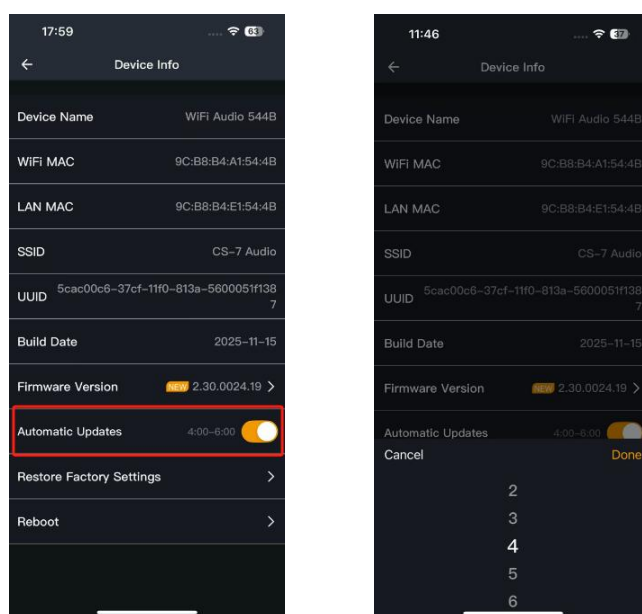 17:59
63
Device Info
Device Name WiFi Audio 544B
WiFi MAC 9C:B8:B4:A1:54:4B
LAN MAC 9C:B8:B4:E1:54:4B
SSID CS-7 Audio
UUID 5cac00c6-37cf-11f0-813a-5600051f138
7
Build Date 2025-11-15
Firmware Version NEW 2.30.0024.19
Automatic Updates 4:00-6:00
Restore Factory Settings
Reboot
11:46
37
Device Info
Device Name WiFi Audio 544B
WiFi MAC 9C:B8:B4:A1:54:4B
LAN MAC 9C:B8:B4:E1:54:4B
SSID CS-7 Audio
UUID 5cac00c6-37cf-11f0-813a-5600051f138
7
Build Date 2025-11-15
Firmware Version NEW 2.30.0024.19
Automatic Updates 4:00-6:00
Cancel Done
2
3
4
5
6